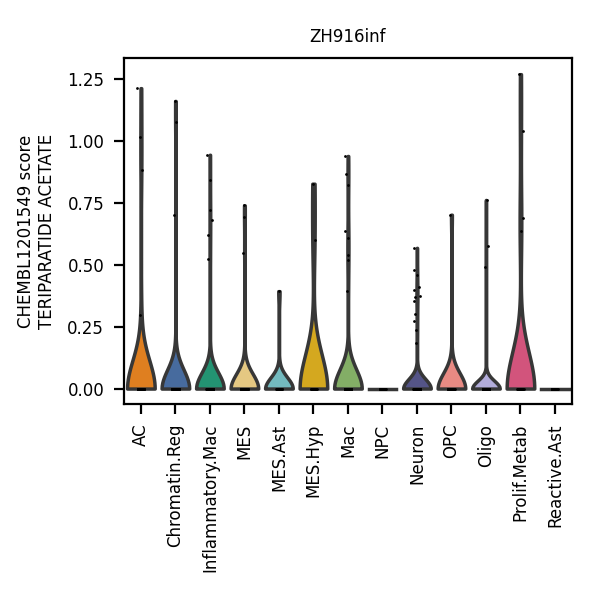 ZH916inf
CHEMBL1201549 score
TERIPARATIDE ACETATE
1.25
1.00
0.75
0.50
0.25
0.00
AC
Chromatin.Reg
Inflammatory.Mac
MES
MES.Ast
MES.Hyp
Mac
NPC
Neuron
OPC
Oligo
Prolif.Metab
Reactive.Ast